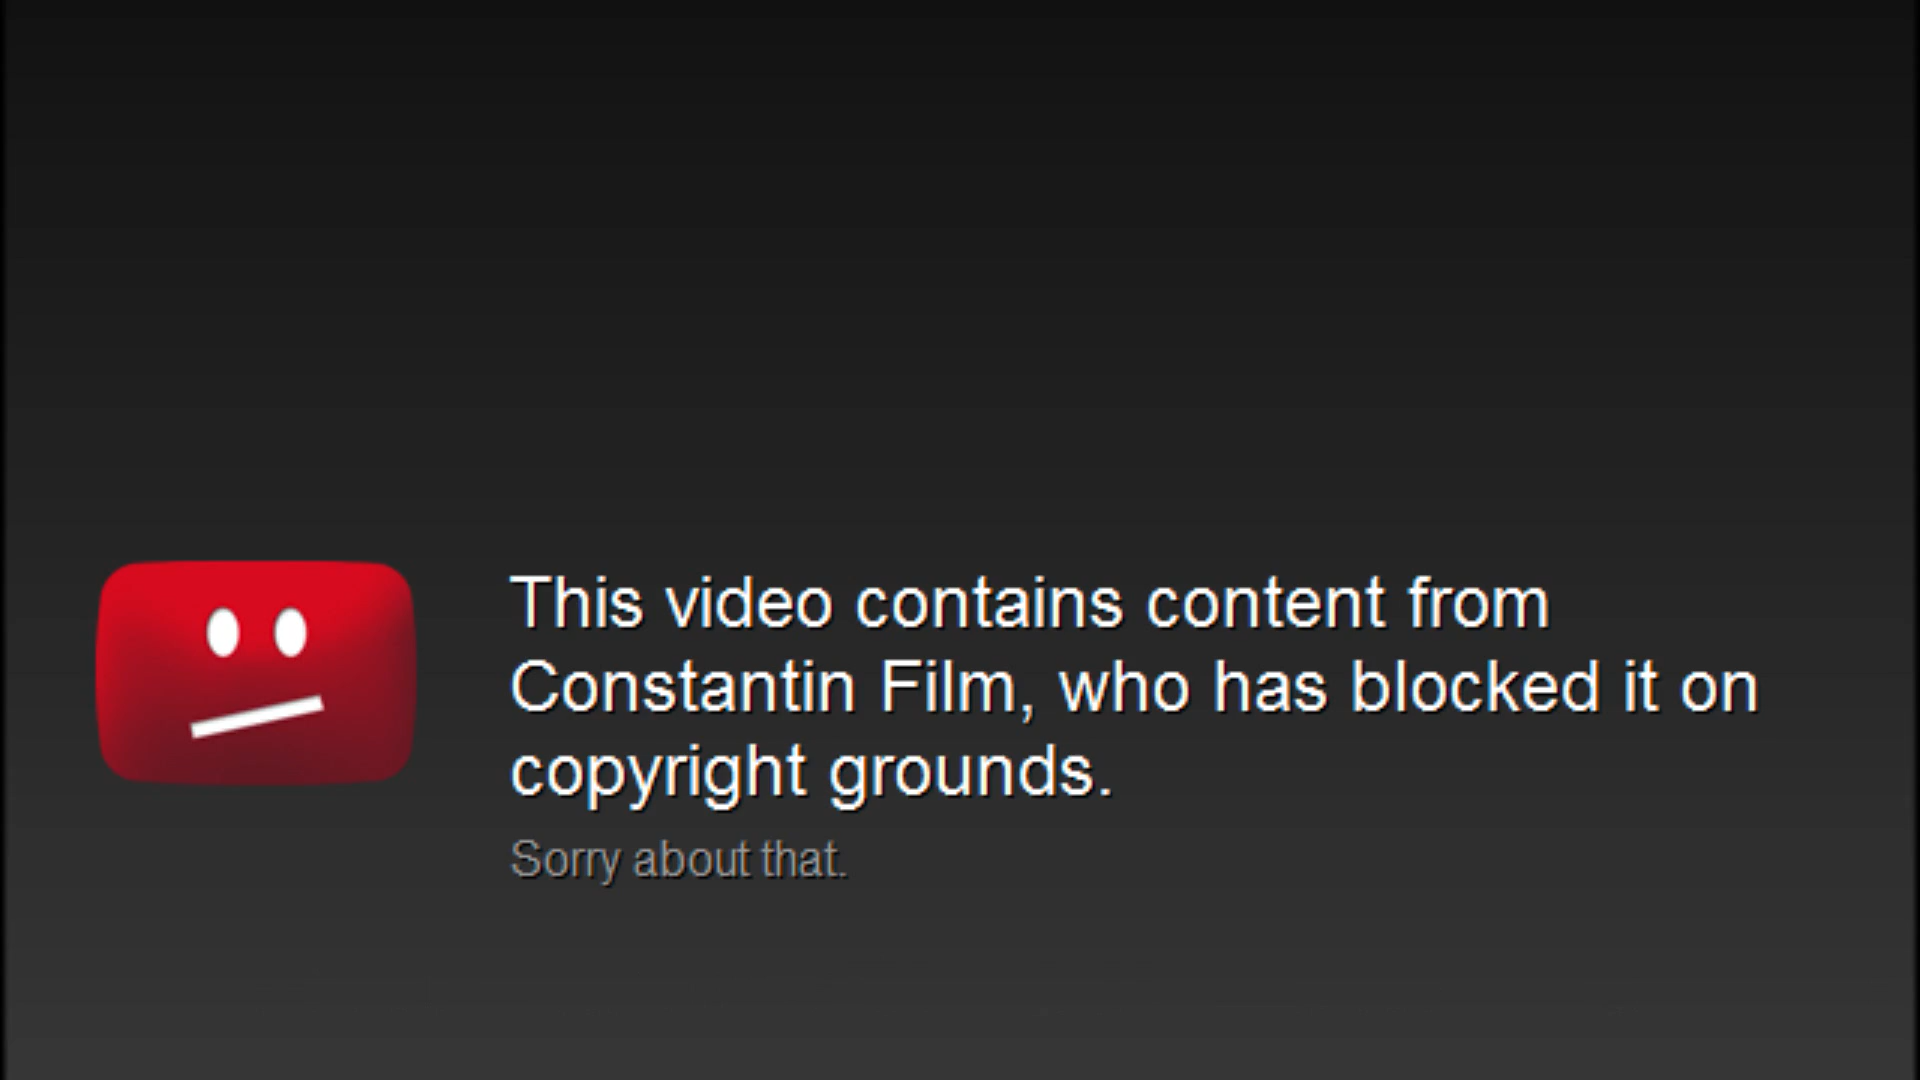 This video contains content from
Constantin Film, who has blocked it on
copyright grounds.
Sorry about that.